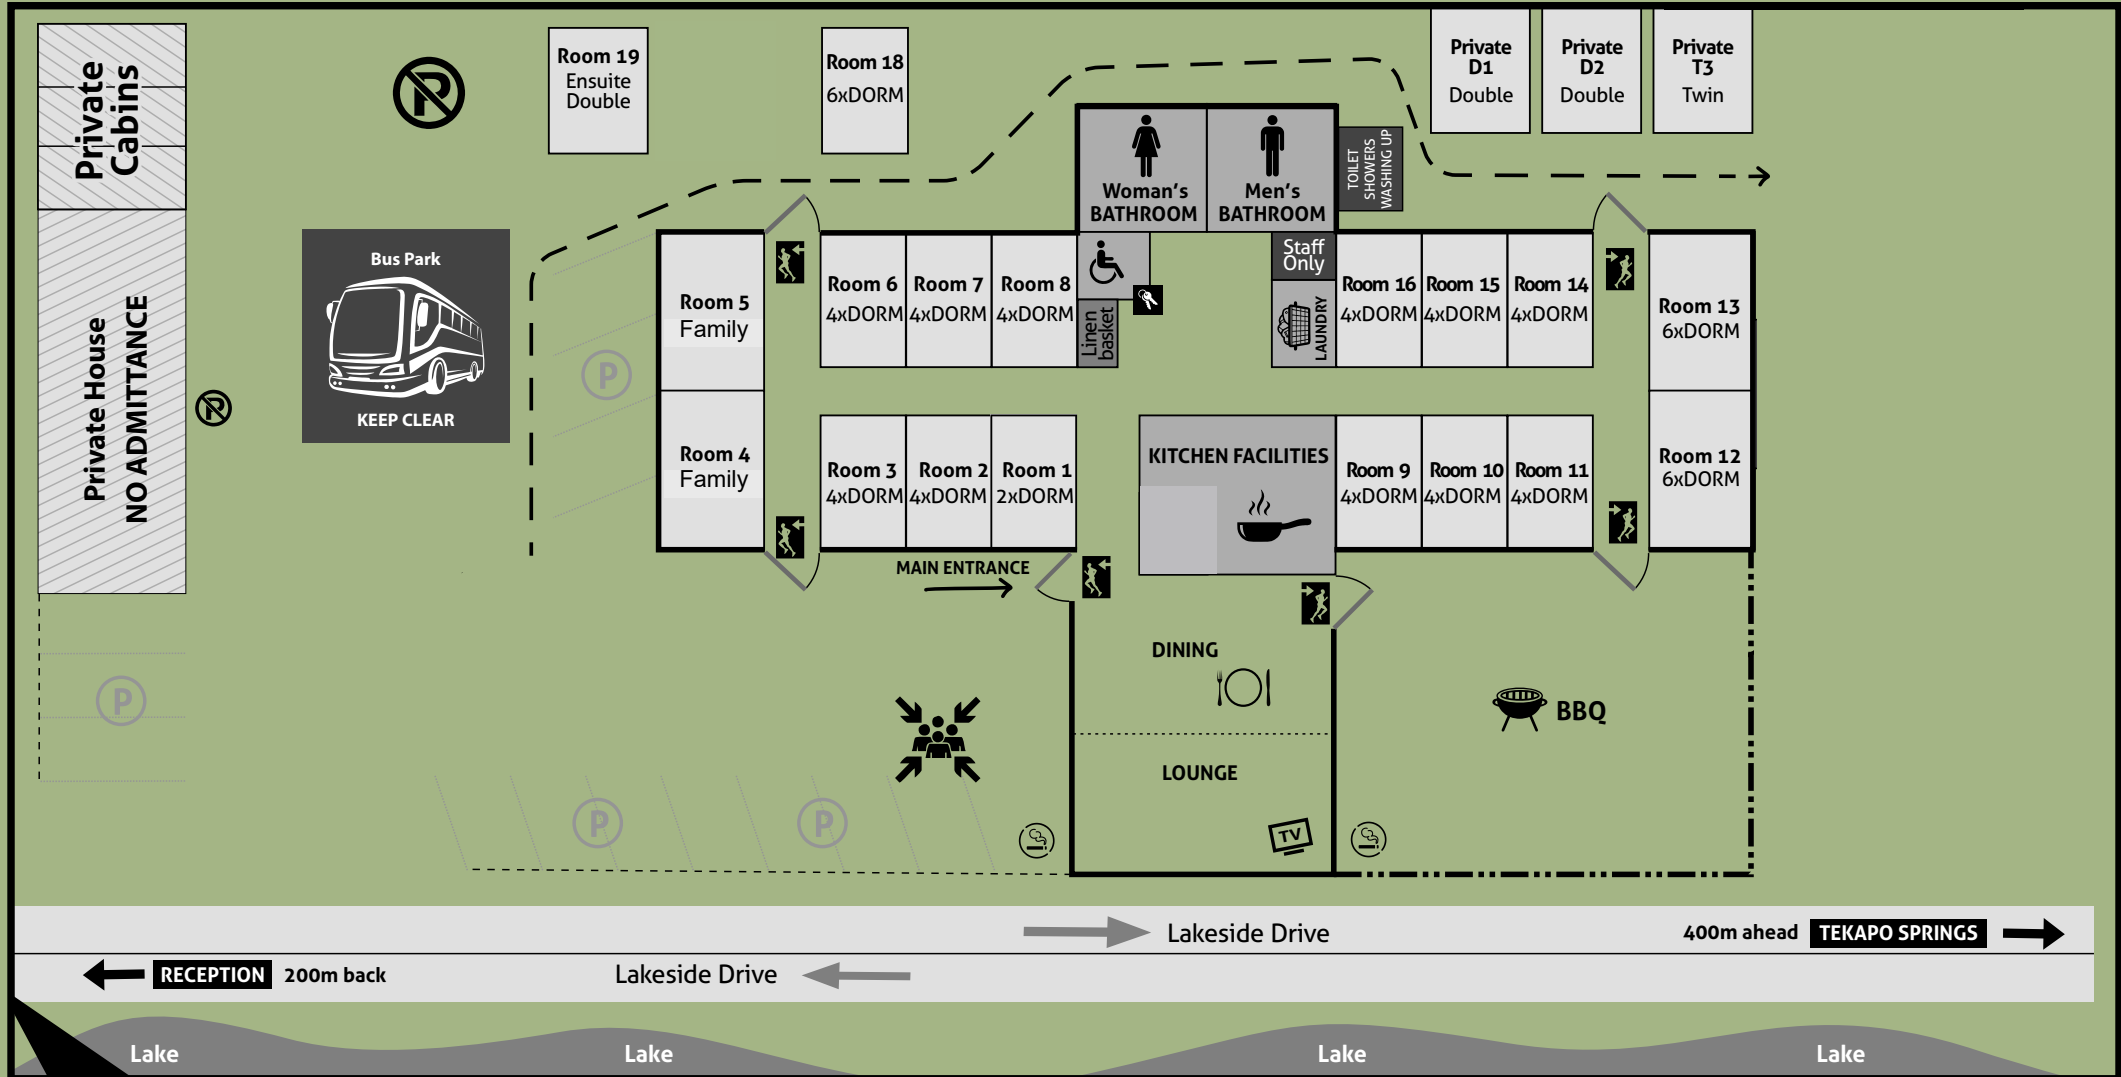 Private
Cabins
Private House
NO ADMITTANCE
Room 19
Ensuite
Double
Room 18
6xDORM
Private
D1
Double
Private
D2
Double
Private
T3
Twin
Bus Park
KEEP CLEAR
Woman's
BATHROOM
Men's
BATHROOM
TOILET
SHOWERS
WASHING UP
Room 5
Family
Room 6
4xDORM
Room 7
4xDORM
Room 8
4xDORM
Linen
basket
Staff
Only
LAUNDRY
Room 16
4xDORM
Room 15
4xDORM
Room 14
4xDORM
Room 13
6xDORM
P
Room 4
Family
Room 3
4xDORM
Room 2
4xDORM
Room 1
2xDORM
KITCHEN FACILITIES
Room 9
4xDORM
Room 10
4xDORM
Room 11
4xDORM
Room 12
6xDORM
MAIN ENTRANCE
DINING
P
BBQ
LOUNGE
P
P
TV
Lakeside Drive
400m ahead TEKAPO SPRINGS
RECEPTION 200m back
Lakeside Drive
Lake
Lake
Lake
Lake